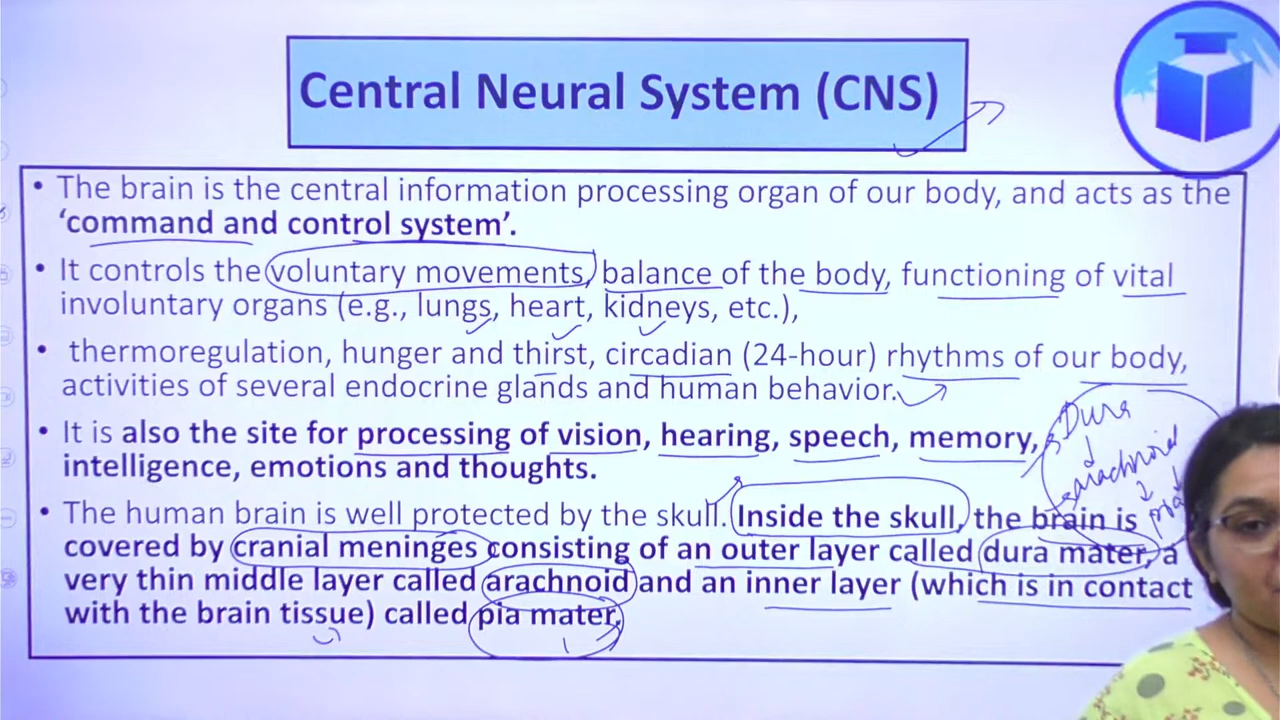 Central Neural System (CNS)
• The brain is the central information processing organ of our body, and acts as the
‘command and control system’.
• It controls the voluntary movements, balance of the body, functioning of vital
involuntary organs (e.g., lungs, heart, kidneys, etc.),
• thermoregulation, hunger and thirst, circadian (24-hour) rhythms of our body,
activities of several endocrine glands and human behavior.
• It is also the site for processing of vision, hearing, speech, memory,
intelligence, emotions and thoughts.
Dura
arachnoid
pia
• The human brain is well protected by the skull. Inside the skull, the brain is
covered by cranial meninges consisting of an outer layer called dura mater, a
very thin middle layer called arachnoid and an inner layer (which is in contact
with the brain tissue) called pia mater.